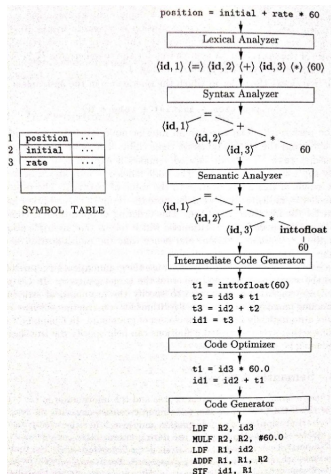 position = initial + rate * 60
Lexical Analyzer
⟨id, 1⟩ ⟨=⟩ ⟨id, 2⟩ ⟨+⟩ ⟨id, 3⟩ ⟨*⟩ ⟨60⟩
Syntax Analyzer
=
⟨id, 1⟩ +
⟨id, 2⟩ *
⟨id, 3⟩ 60
1 position ...
2 initial ...
3 rate ...
SYMBOL TABLE
Semantic Analyzer
=
⟨id, 1⟩ +
⟨id, 2⟩ *
⟨id, 3⟩ inttofloat
60
Intermediate Code Generator
t1 = inttofloat(60)
t2 = id3 * t1
t3 = id2 + t2
id1 = t3
Code Optimizer
t1 = id3 * 60.0
id1 = id2 + t1
Code Generator
LDF R2, id3
MULF R2, R2, #60.0
LDF R1, id2
ADDF R1, R1, R2
STF id1, R1